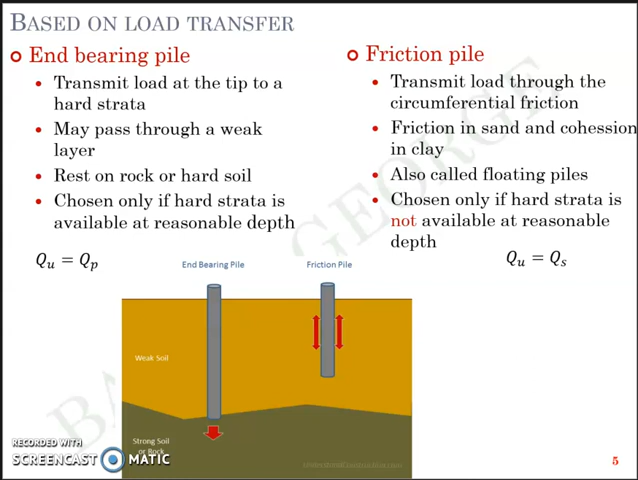 BASED ON LOAD TRANSFER
End bearing pile
Transmit load at the tip to a
hard strata
May pass through a weak
layer
Rest on rock or hard soil
Chosen only if hard strata is
available at reasonable depth
Qu = Qp
Friction pile
Transmit load through the
circumferential friction
Friction in sand and cohession
in clay
Also called floating piles
Chosen only if hard strata is
not available at reasonable
depth
Qu = Qs
End Bearing Pile
Friction Pile
Weak Soil
Strong Soil
or Rock
GEORGE
RECORDED WITH
SCREENCAST MATIC
5